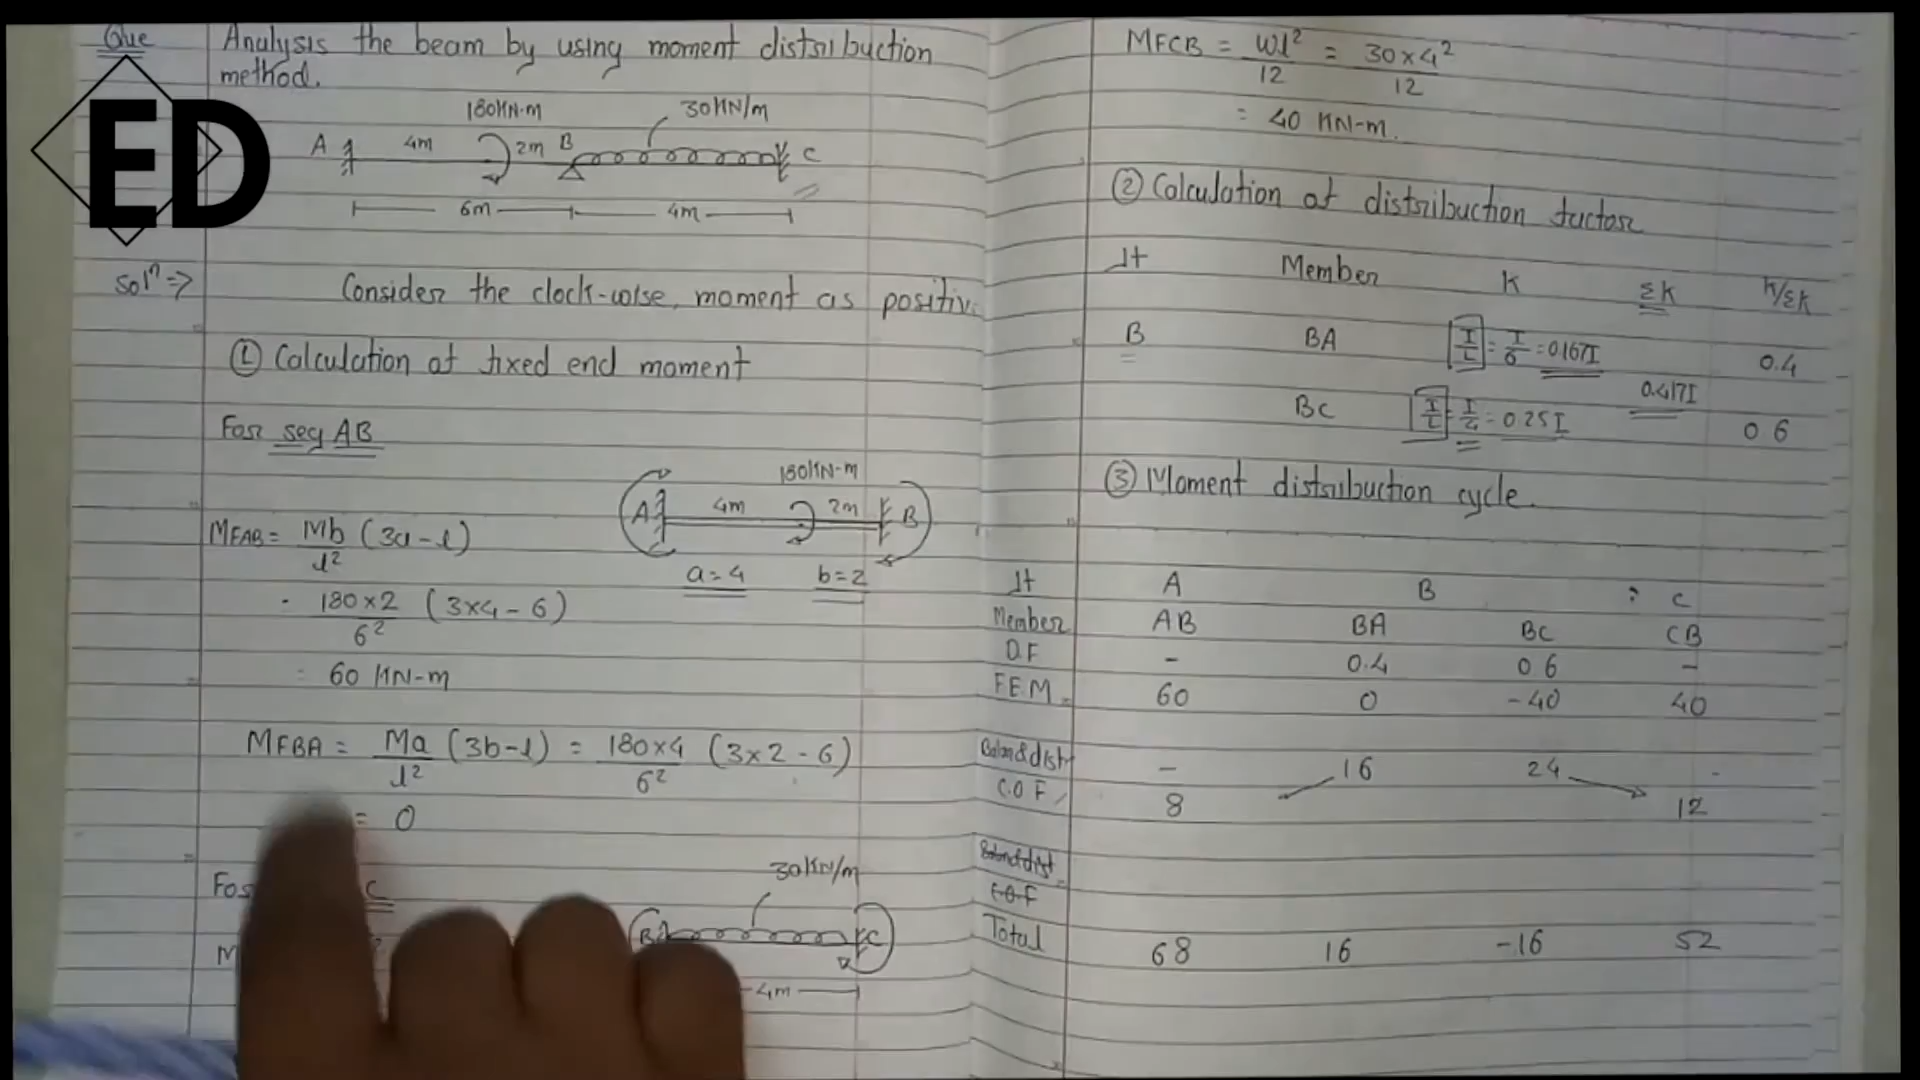 ED
Que Analysis the beam by using moment distribuction
method.
180KN-m 30KN/m
A 4m 2m B C
6m 4m
Solⁿ=> Consider the clock-wise moment as positiv
① Calculation of fixed end moment
For seg AB
180KN-m
A 4m 2m B
a=4 b=2
MFAB= Mb/l² (3a-l)
= 180×2/6² (3×4-6)
= 60 KN-m
MFBA= Ma/l² (3b-l) = 180×4/6² (3×2-6)
= 0
30KN/m
C
B C
4m
MFCB = Wl²/12 = 30×4²/12
= 40 KN-m.
② Calculation of distribuction factor
Jt Member K ΣK K/ΣK
B BA I/L = I/6 = 0.167I 0.4
0.417I
BC I/L = I/4 = 0.25I 0.6
③ Moment distribuction cycle.
Jt A B C
Member AB BA BC CB
D.F - 0.4 0.6 -
F.E.M. 60 0 -40 40
Balan&dist - 16 24 -
C.O.F 8 12
C.O.F
Total 68 16 -16 52